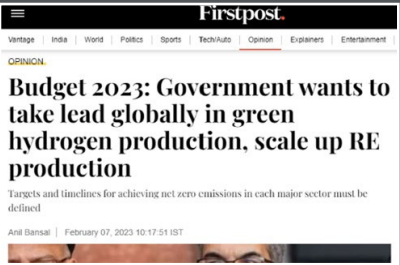 Firstpost.
Vantage India World Politics Sports Tech/Auto Opinion Explainers Entertainment
OPINION
Budget 2023: Government wants to
take lead globally in green
hydrogen production, scale up RE
production
Targets and timelines for achieving net zero emissions in each major sector must be
defined
Anil Bansal | February 07, 2023 10:17:51 IST